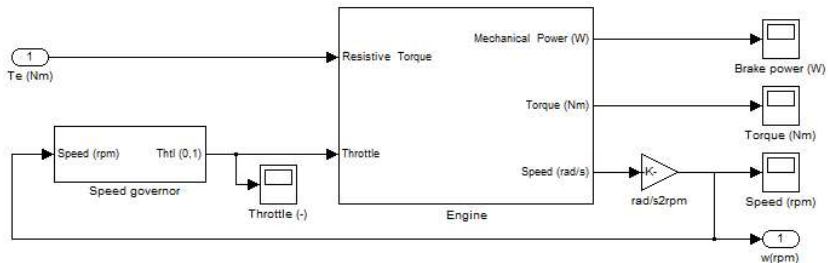 Mechanical Power (W)
Resistive Torque
1
Te (Nm)
Brake power (W)
Torque (Nm)
Torque (Nm)
Speed (rpm)
Thtl (0,1)
Throttle
Speed governor
Speed (rad/s)
-K-
Throttle (-)
Engine
rad/s2rpm
Speed (rpm)
1
w(rpm)